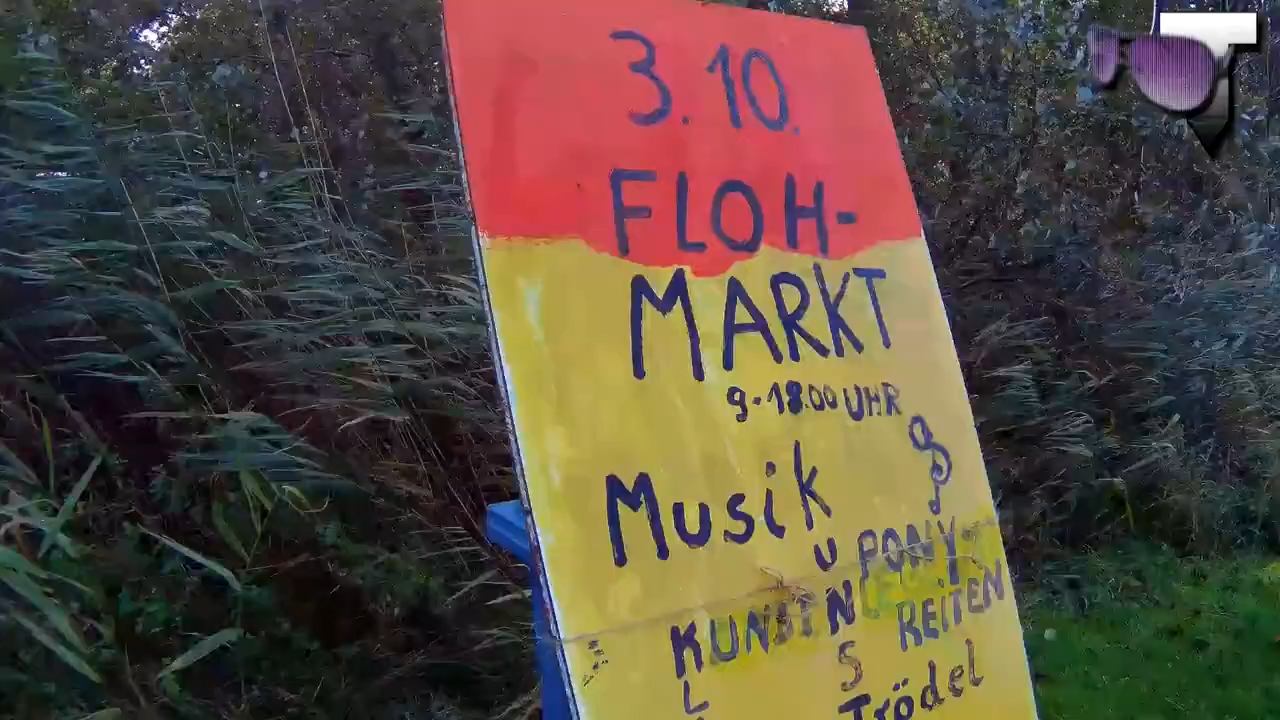 3.10.
FLOH-
MARKT
9-18.00 UHR
Musik
U PONY-
KUNST N REITEN
L S Trödel